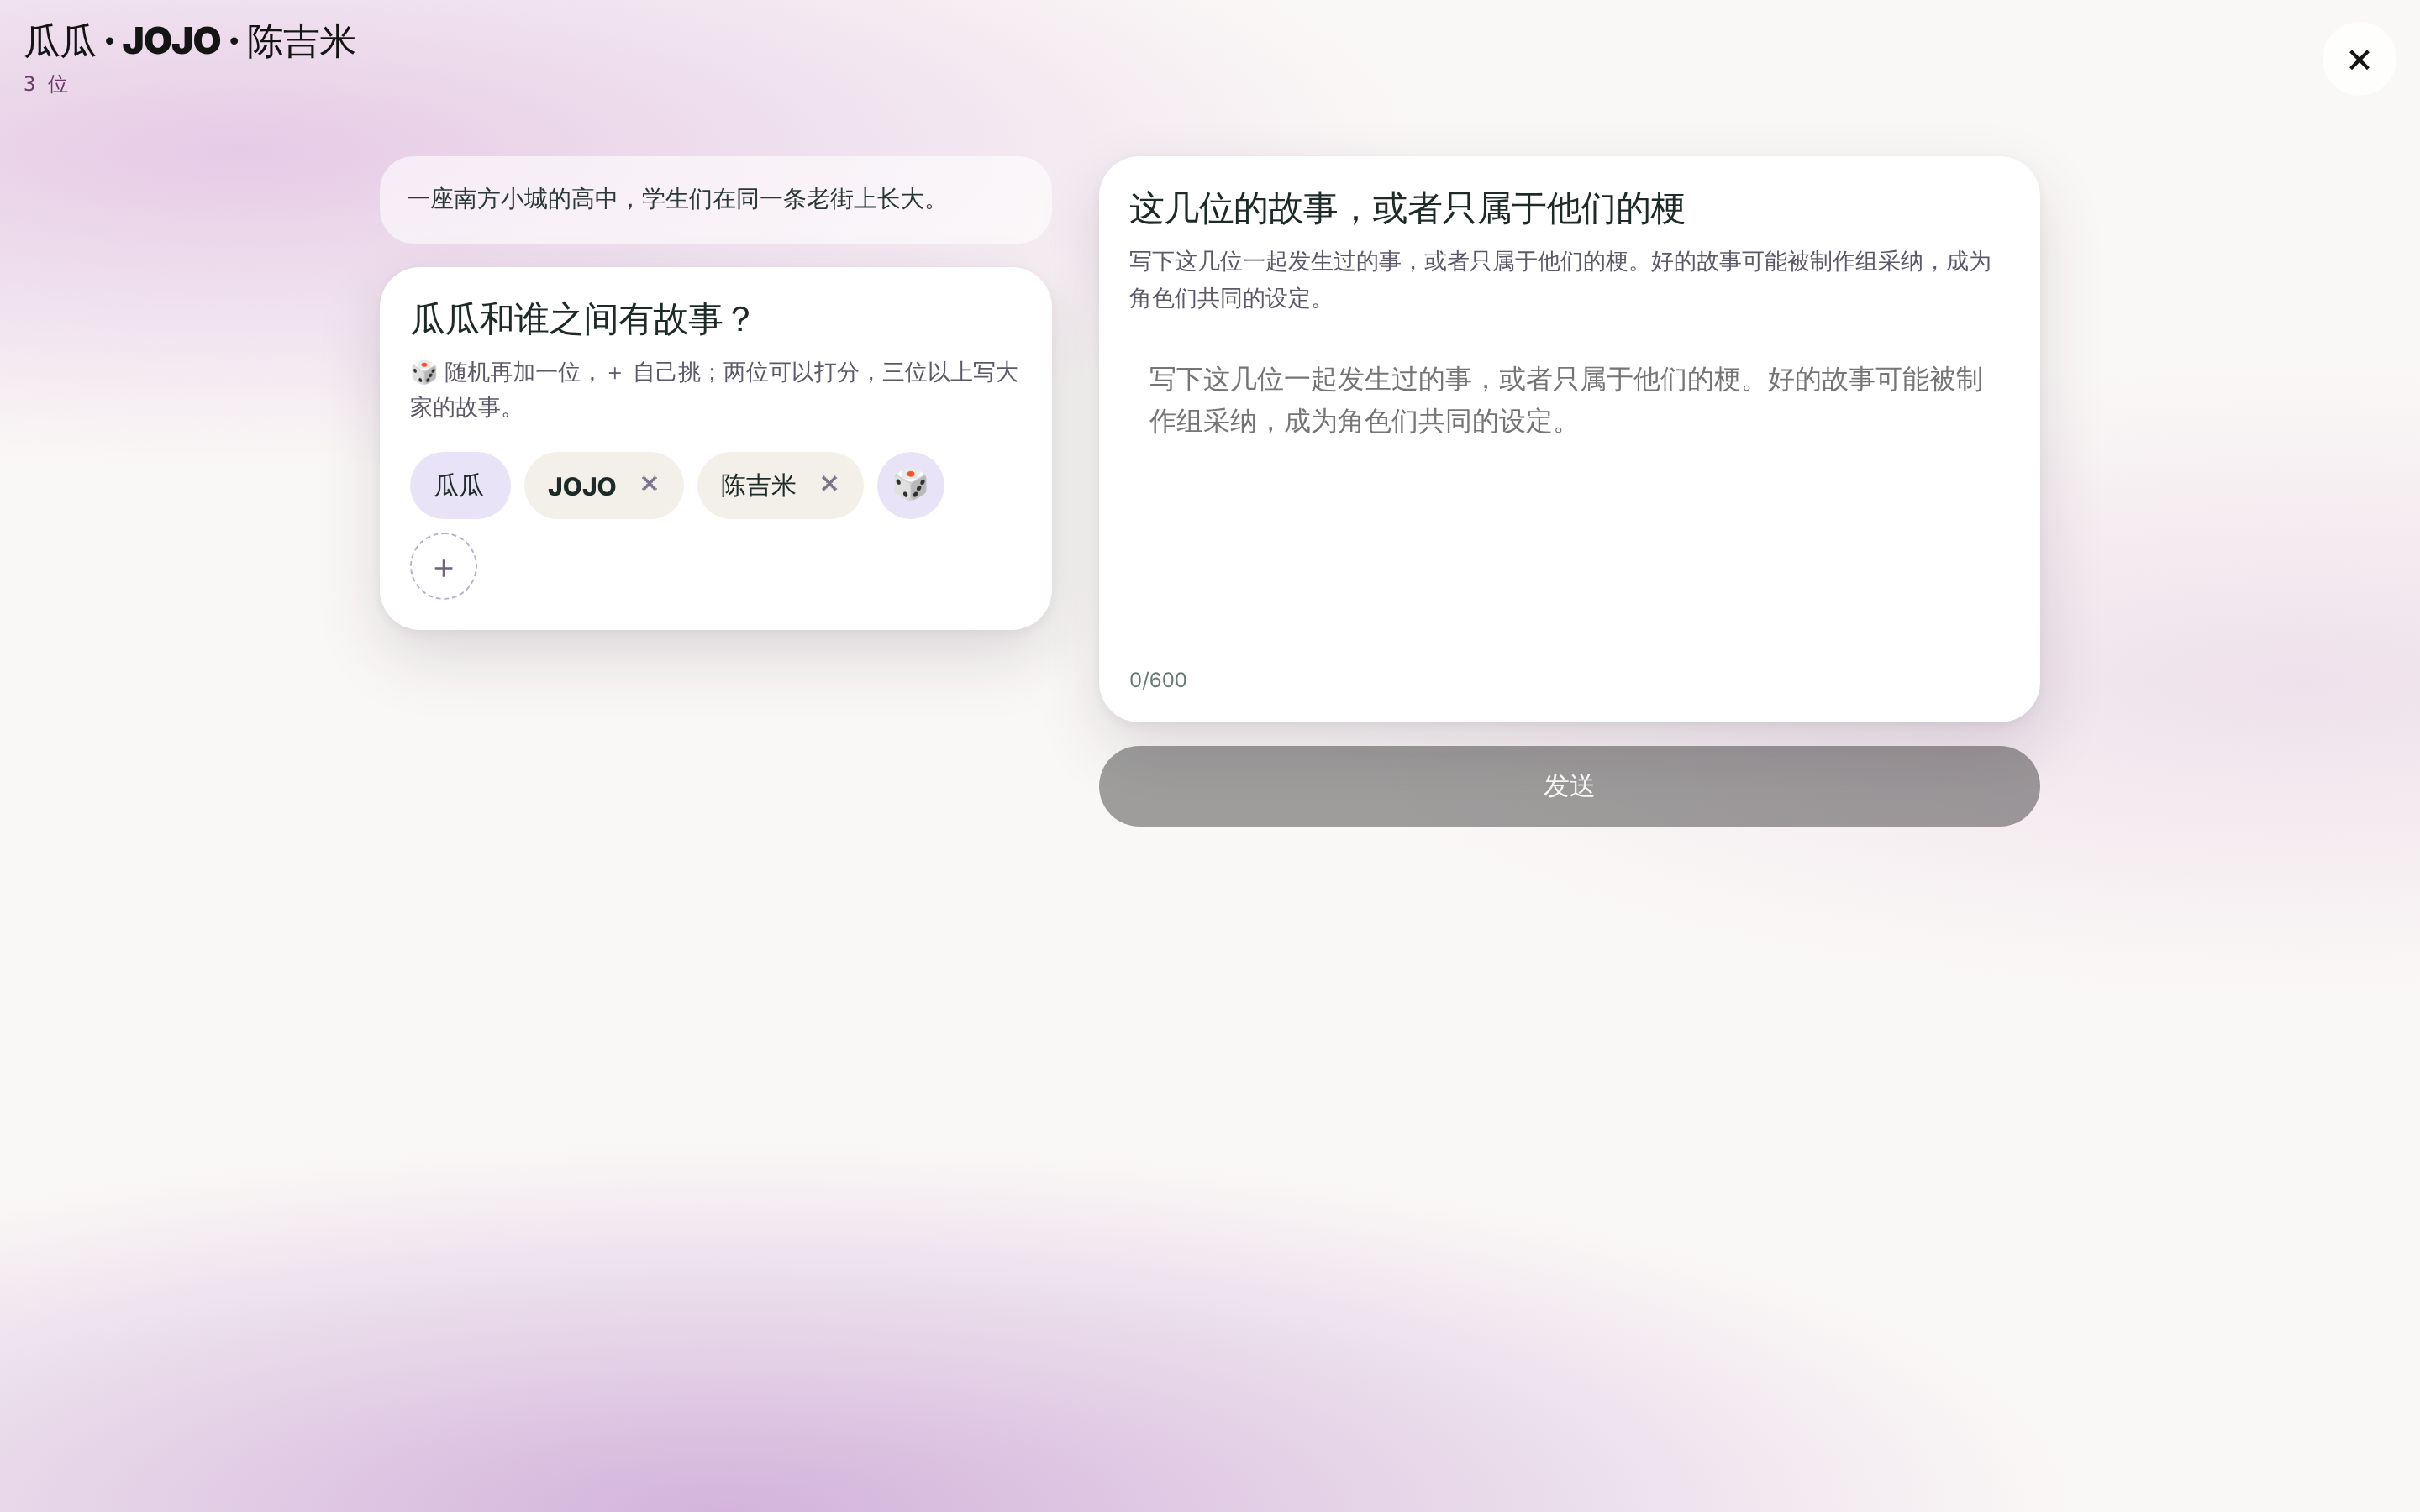 瓜瓜 · JOJO · 陈吉米
3 位
一座南方小城的高中，学生们在同一条老街上长大。
瓜瓜和谁之间有故事？
🎲 随机再加一位，＋ 自己挑；两位可以打分，三位以上写大
家的故事。
瓜瓜
JOJO ✕
陈吉米 ✕
＋
这几位的故事，或者只属于他们的梗
写下这几位一起发生过的事，或者只属于他们的梗。好的故事可能被制作组采纳，成为
角色们共同的设定。
写下这几位一起发生过的事，或者只属于他们的梗。好的故事可能被制
作组采纳，成为角色们共同的设定。
0/600
发送